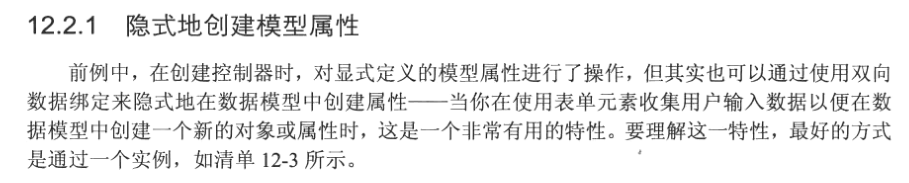 12.2.1 隐式地创建模型属性
前例中，在创建控制器时，对显式定义的模型属性进行了操作，但其实也可以通过使用双向
数据绑定来隐式地在数据模型中创建属性——当你在使用表单元素收集用户输入数据以便在数
据模型中创建一个新的对象或属性时，这是一个非常有用的特性。要理解这一特性，最好的方式
是通过一个实例，如清单 12-3 所示。